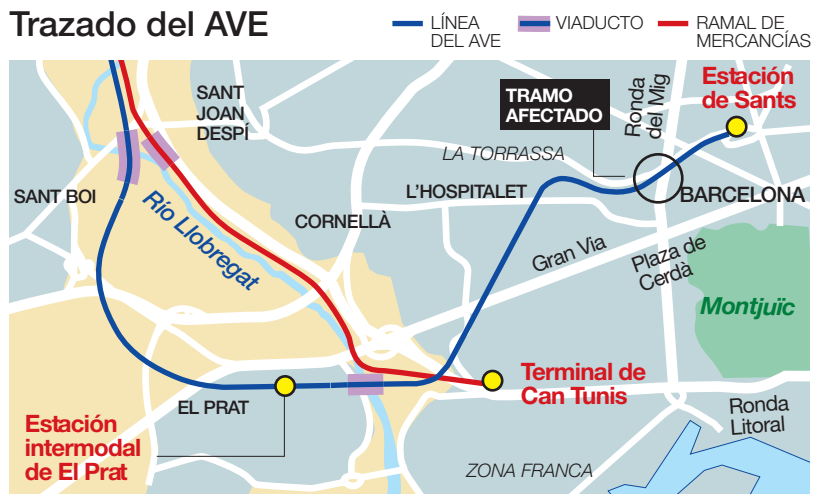 Trazado del AVE
LÍNEA
DEL AVE
VIADUCTO
RAMAL DE
MERCANCÍAS
SANT
JOAN
DESPÍ
TRAMO
AFECTADO
Ronda
del Mig
Estación
de Sants
LA TORRASSA
SANT BOI
L'HOSPITALET
BARCELONA
Río Llobregat
CORNELLÀ
Gran Via
Plaza de
Cerdà
Montjuïc
Terminal de
Can Tunis
EL PRAT
Ronda
Litoral
Estación
intermodal
de El Prat
ZONA FRANCA